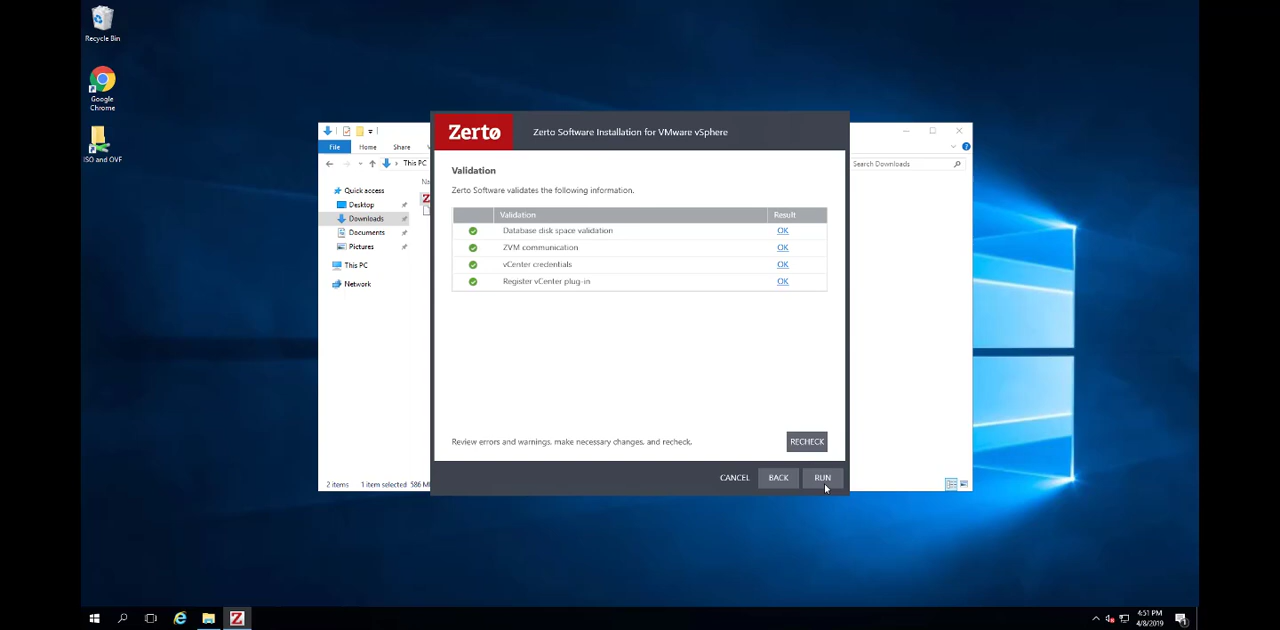 Recycle Bin
Google
Chrome
ISO and OVF
File
Home
Share
This PC
Search Downloads
Quick access
Desktop
Downloads
Documents
Pictures
This PC
Network
2 items
1 item selected 586 M
Zerto
Zerto Software Installation for VMware vSphere
Validation
Zerto Software validates the following information.
Validation
Result
Database disk space validation
OK
ZVM communication
OK
vCenter credentials
OK
Register vCenter plug-in
OK
Review errors and warnings, make necessary changes, and recheck.
RECHECK
CANCEL
BACK
RUN
4:51 PM
4/8/2019